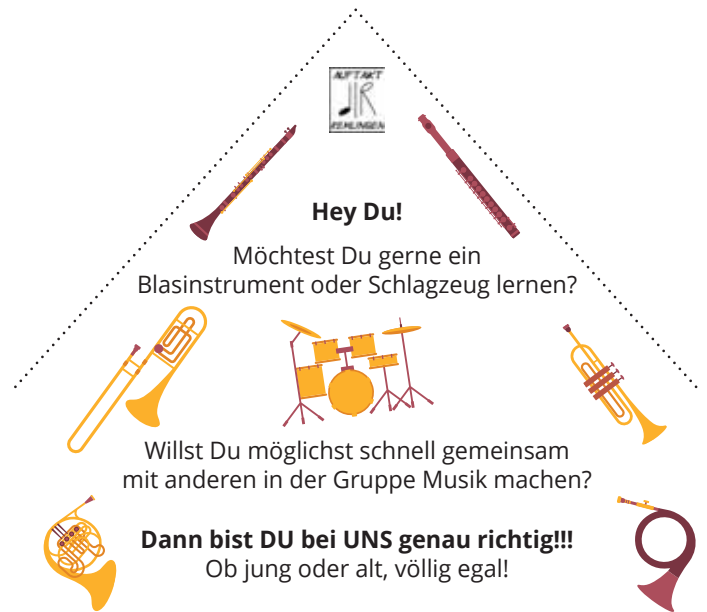 AUFTAKT
REMLINGEN
Hey Du!
Möchtest Du gerne ein
Blasinstrument oder Schlagzeug lernen?
Willst Du möglichst schnell gemeinsam
mit anderen in der Gruppe Musik machen?
Dann bist DU bei UNS genau richtig!!!
Ob jung oder alt, völlig egal!